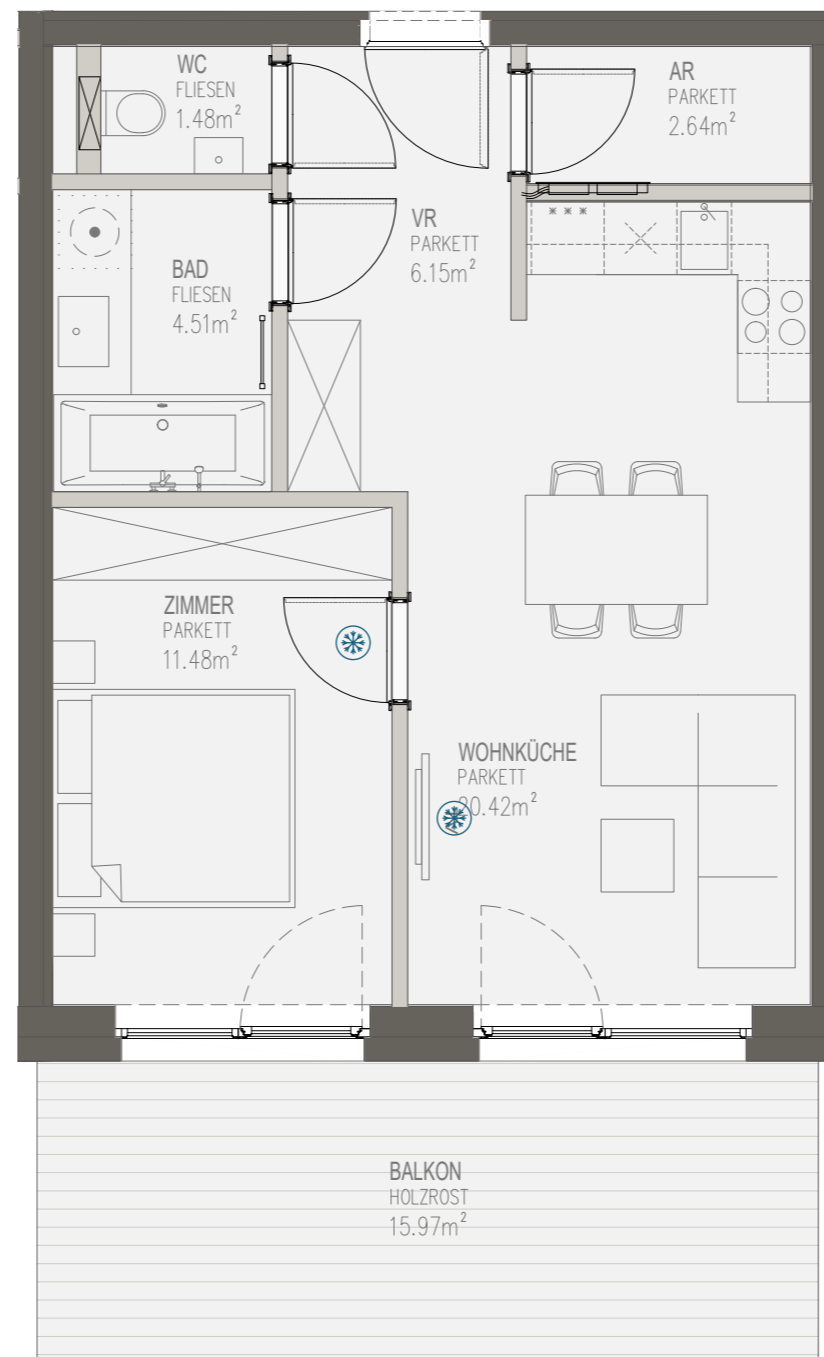 WC
FLIESEN
1.48m²
AR
PARKETT
2.64m²
VR
PARKETT
6.15m²
BAD
FLIESEN
4.51m²
ZIMMER
PARKETT
11.48m²
WOHNKÜCHE
PARKETT
20.42m²
BALKON
HOLZROST
15.97m²